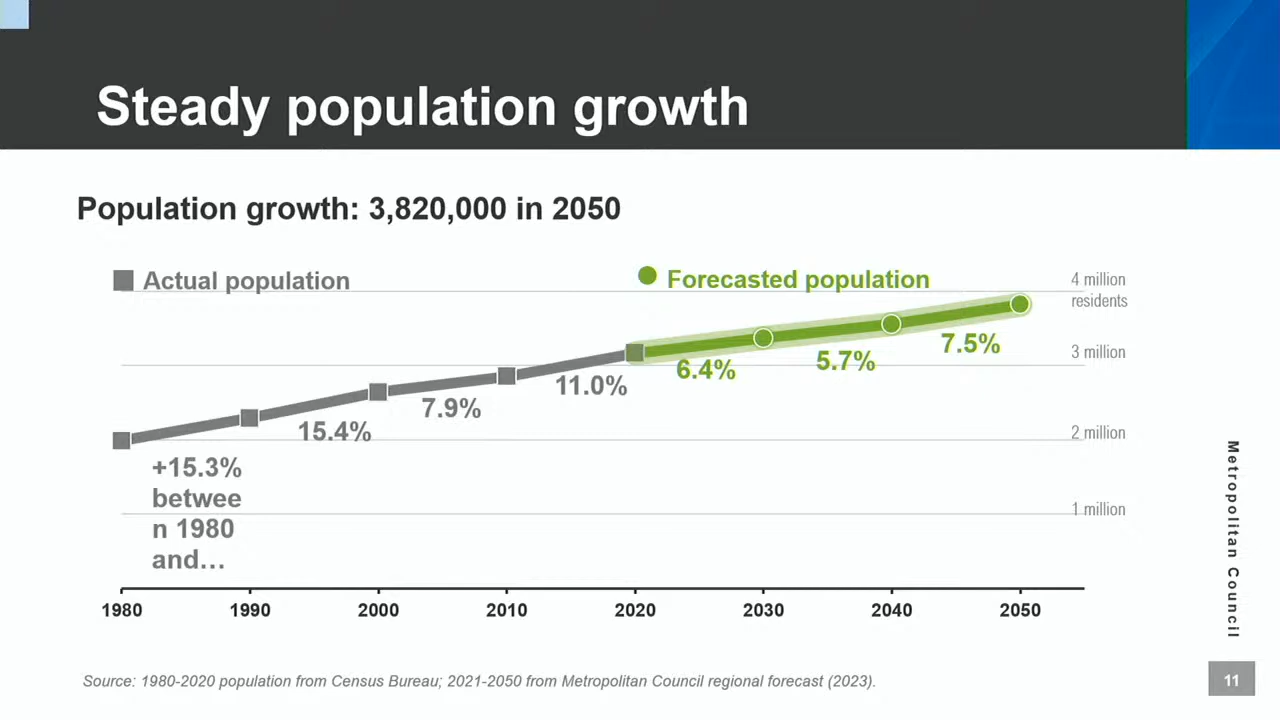 Steady population growth
Population growth: 3,820,000 in 2050
Actual population
Forecasted population
4 million
residents
3 million
2 million
1 million
+15.3%
betwee
n 1980
and…
15.4%
7.9%
11.0%
6.4%
5.7%
7.5%
1980 1990 2000 2010 2020 2030 2040 2050
Metropolitan Council
Source: 1980-2020 population from Census Bureau; 2021-2050 from Metropolitan Council regional forecast (2023).
11